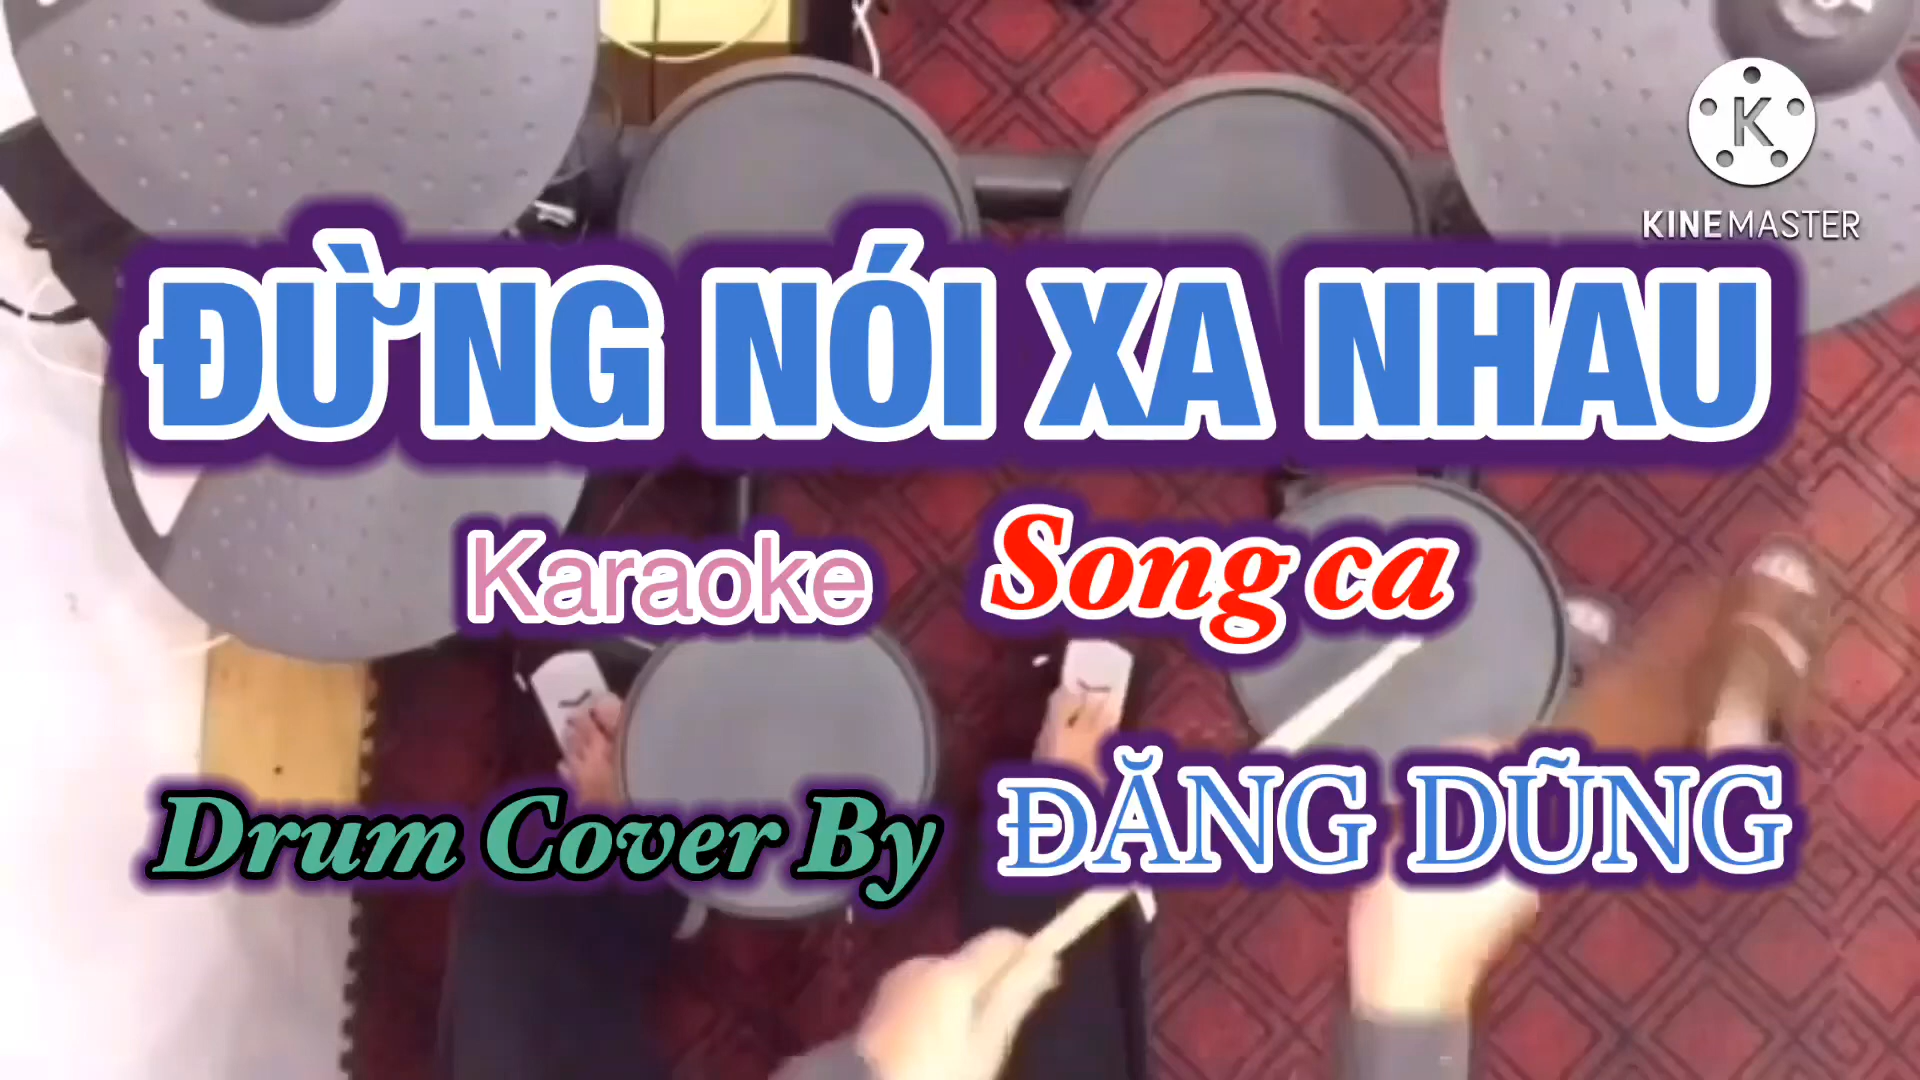 K
KINEMASTER
ĐỪNG NÓI XA NHAU
Karaoke Song ca
Drum Cover By ĐĂNG DŨNG